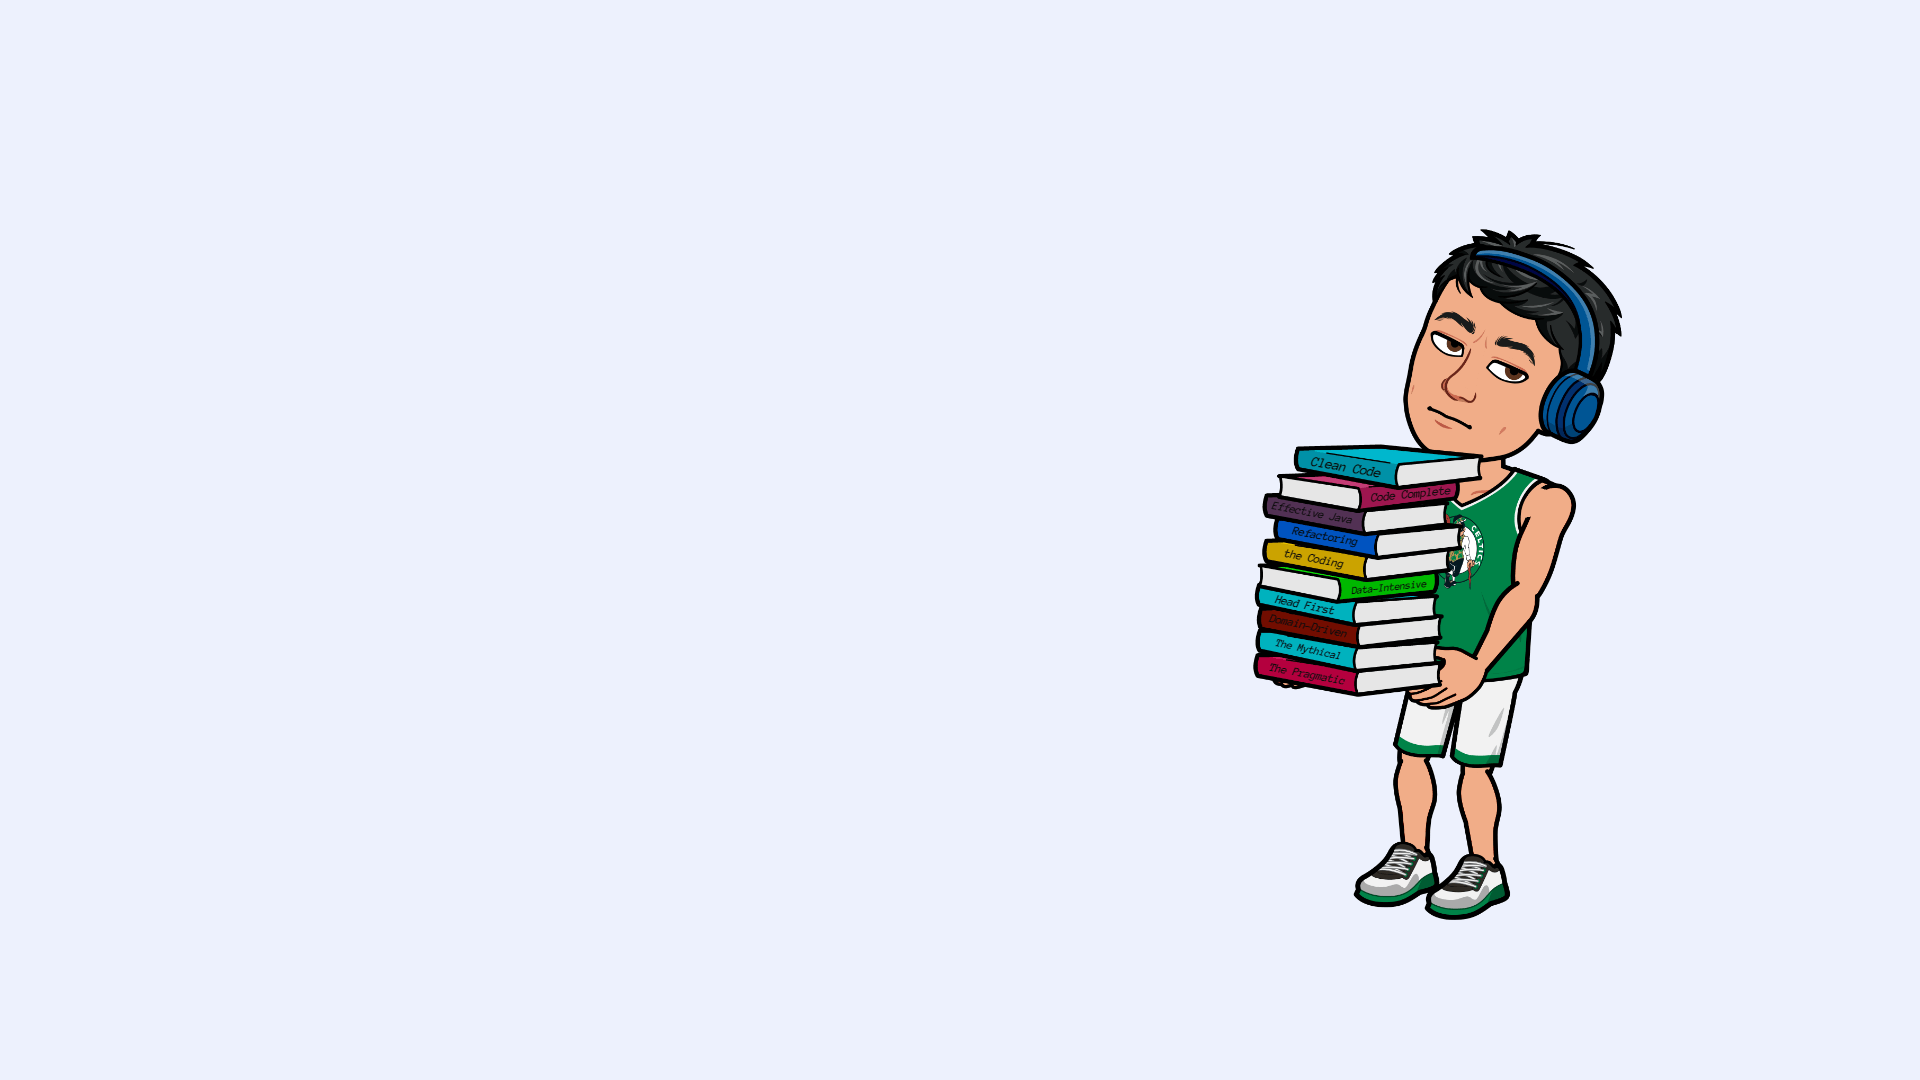 Clean Code
Code Complete
Effective Java
Refactoring
the Coding
Data-Intensive
Head First
Domain-Driven
The Mythical
The Pragmatic
CELTICS